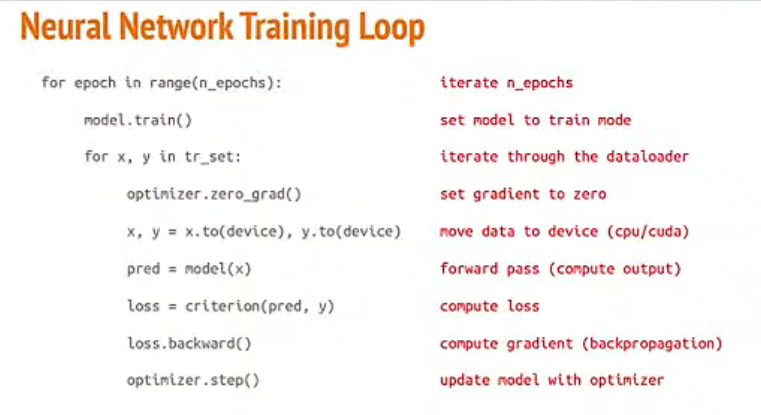 Neural Network Training Loop
for epoch in range(n_epochs): iterate n_epochs
model.train() set model to train mode
for x, y in tr_set: iterate through the dataloader
optimizer.zero_grad() set gradient to zero
x, y = x.to(device), y.to(device) move data to device (cpu/cuda)
pred = model(x) forward pass (compute output)
loss = criterion(pred, y) compute loss
loss.backward() compute gradient (backpropagation)
optimizer.step() update model with optimizer